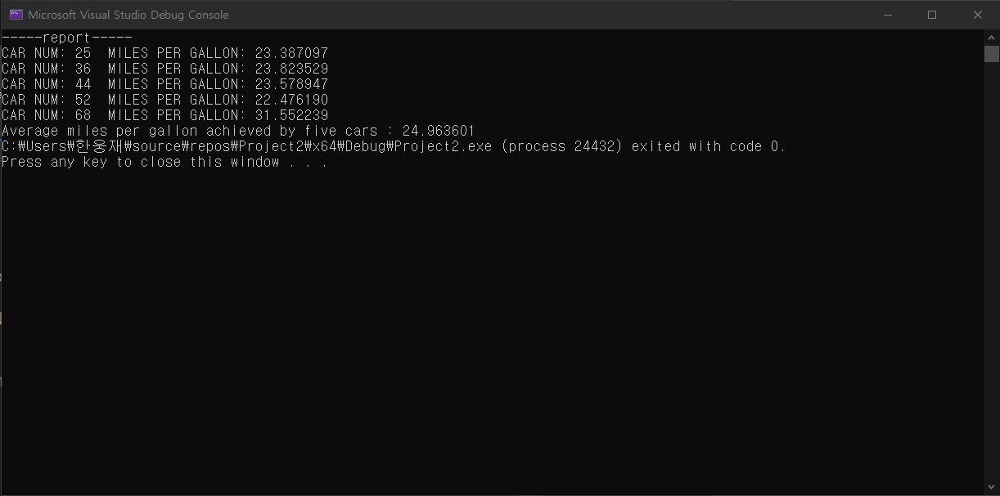 Microsoft Visual Studio Debug Console
-----report-----
CAR NUM: 25  MILES PER GALLON: 23.387097
CAR NUM: 36  MILES PER GALLON: 23.823529
CAR NUM: 44  MILES PER GALLON: 23.578947
CAR NUM: 52  MILES PER GALLON: 22.476190
CAR NUM: 68  MILES PER GALLON: 31.552239
Average miles per gallon achieved by five cars : 24.963601
C:₩Users₩한웅재₩source₩repos₩Project2₩x64₩Debug₩Project2.exe (process 24432) exited with code 0.
Press any key to close this window . . .